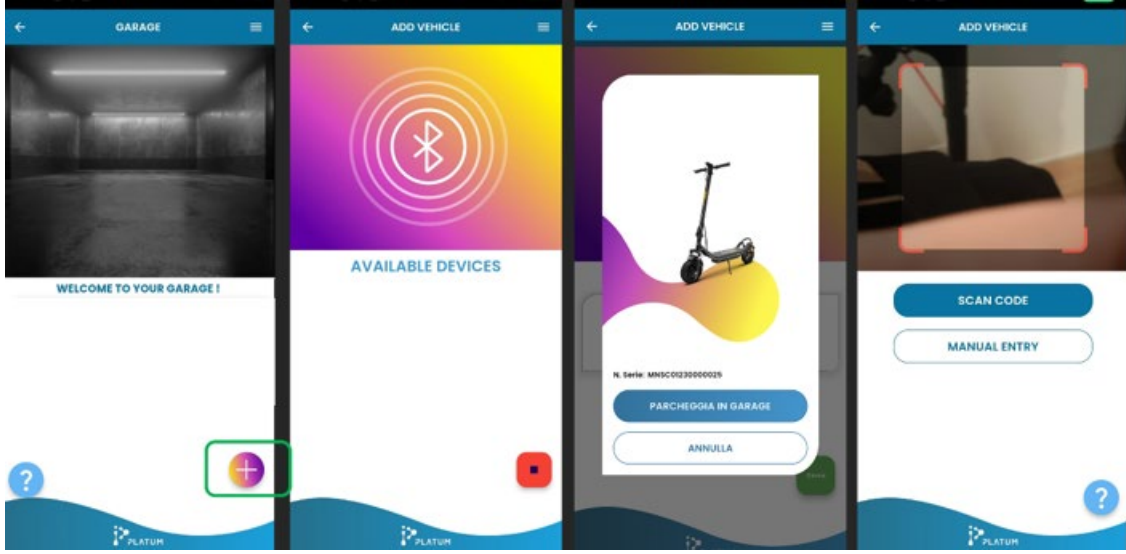 GARAGE
WELCOME TO YOUR GARAGE !
?
PLATUM
ADD VEHICLE
AVAILABLE DEVICES
PLATUM
ADD VEHICLE
N. Serie: MNSC01230000025
PARCHEGGIA IN GARAGE
ANNULLA
ADD VEHICLE
SCAN CODE
MANUAL ENTRY
?
PLATUM